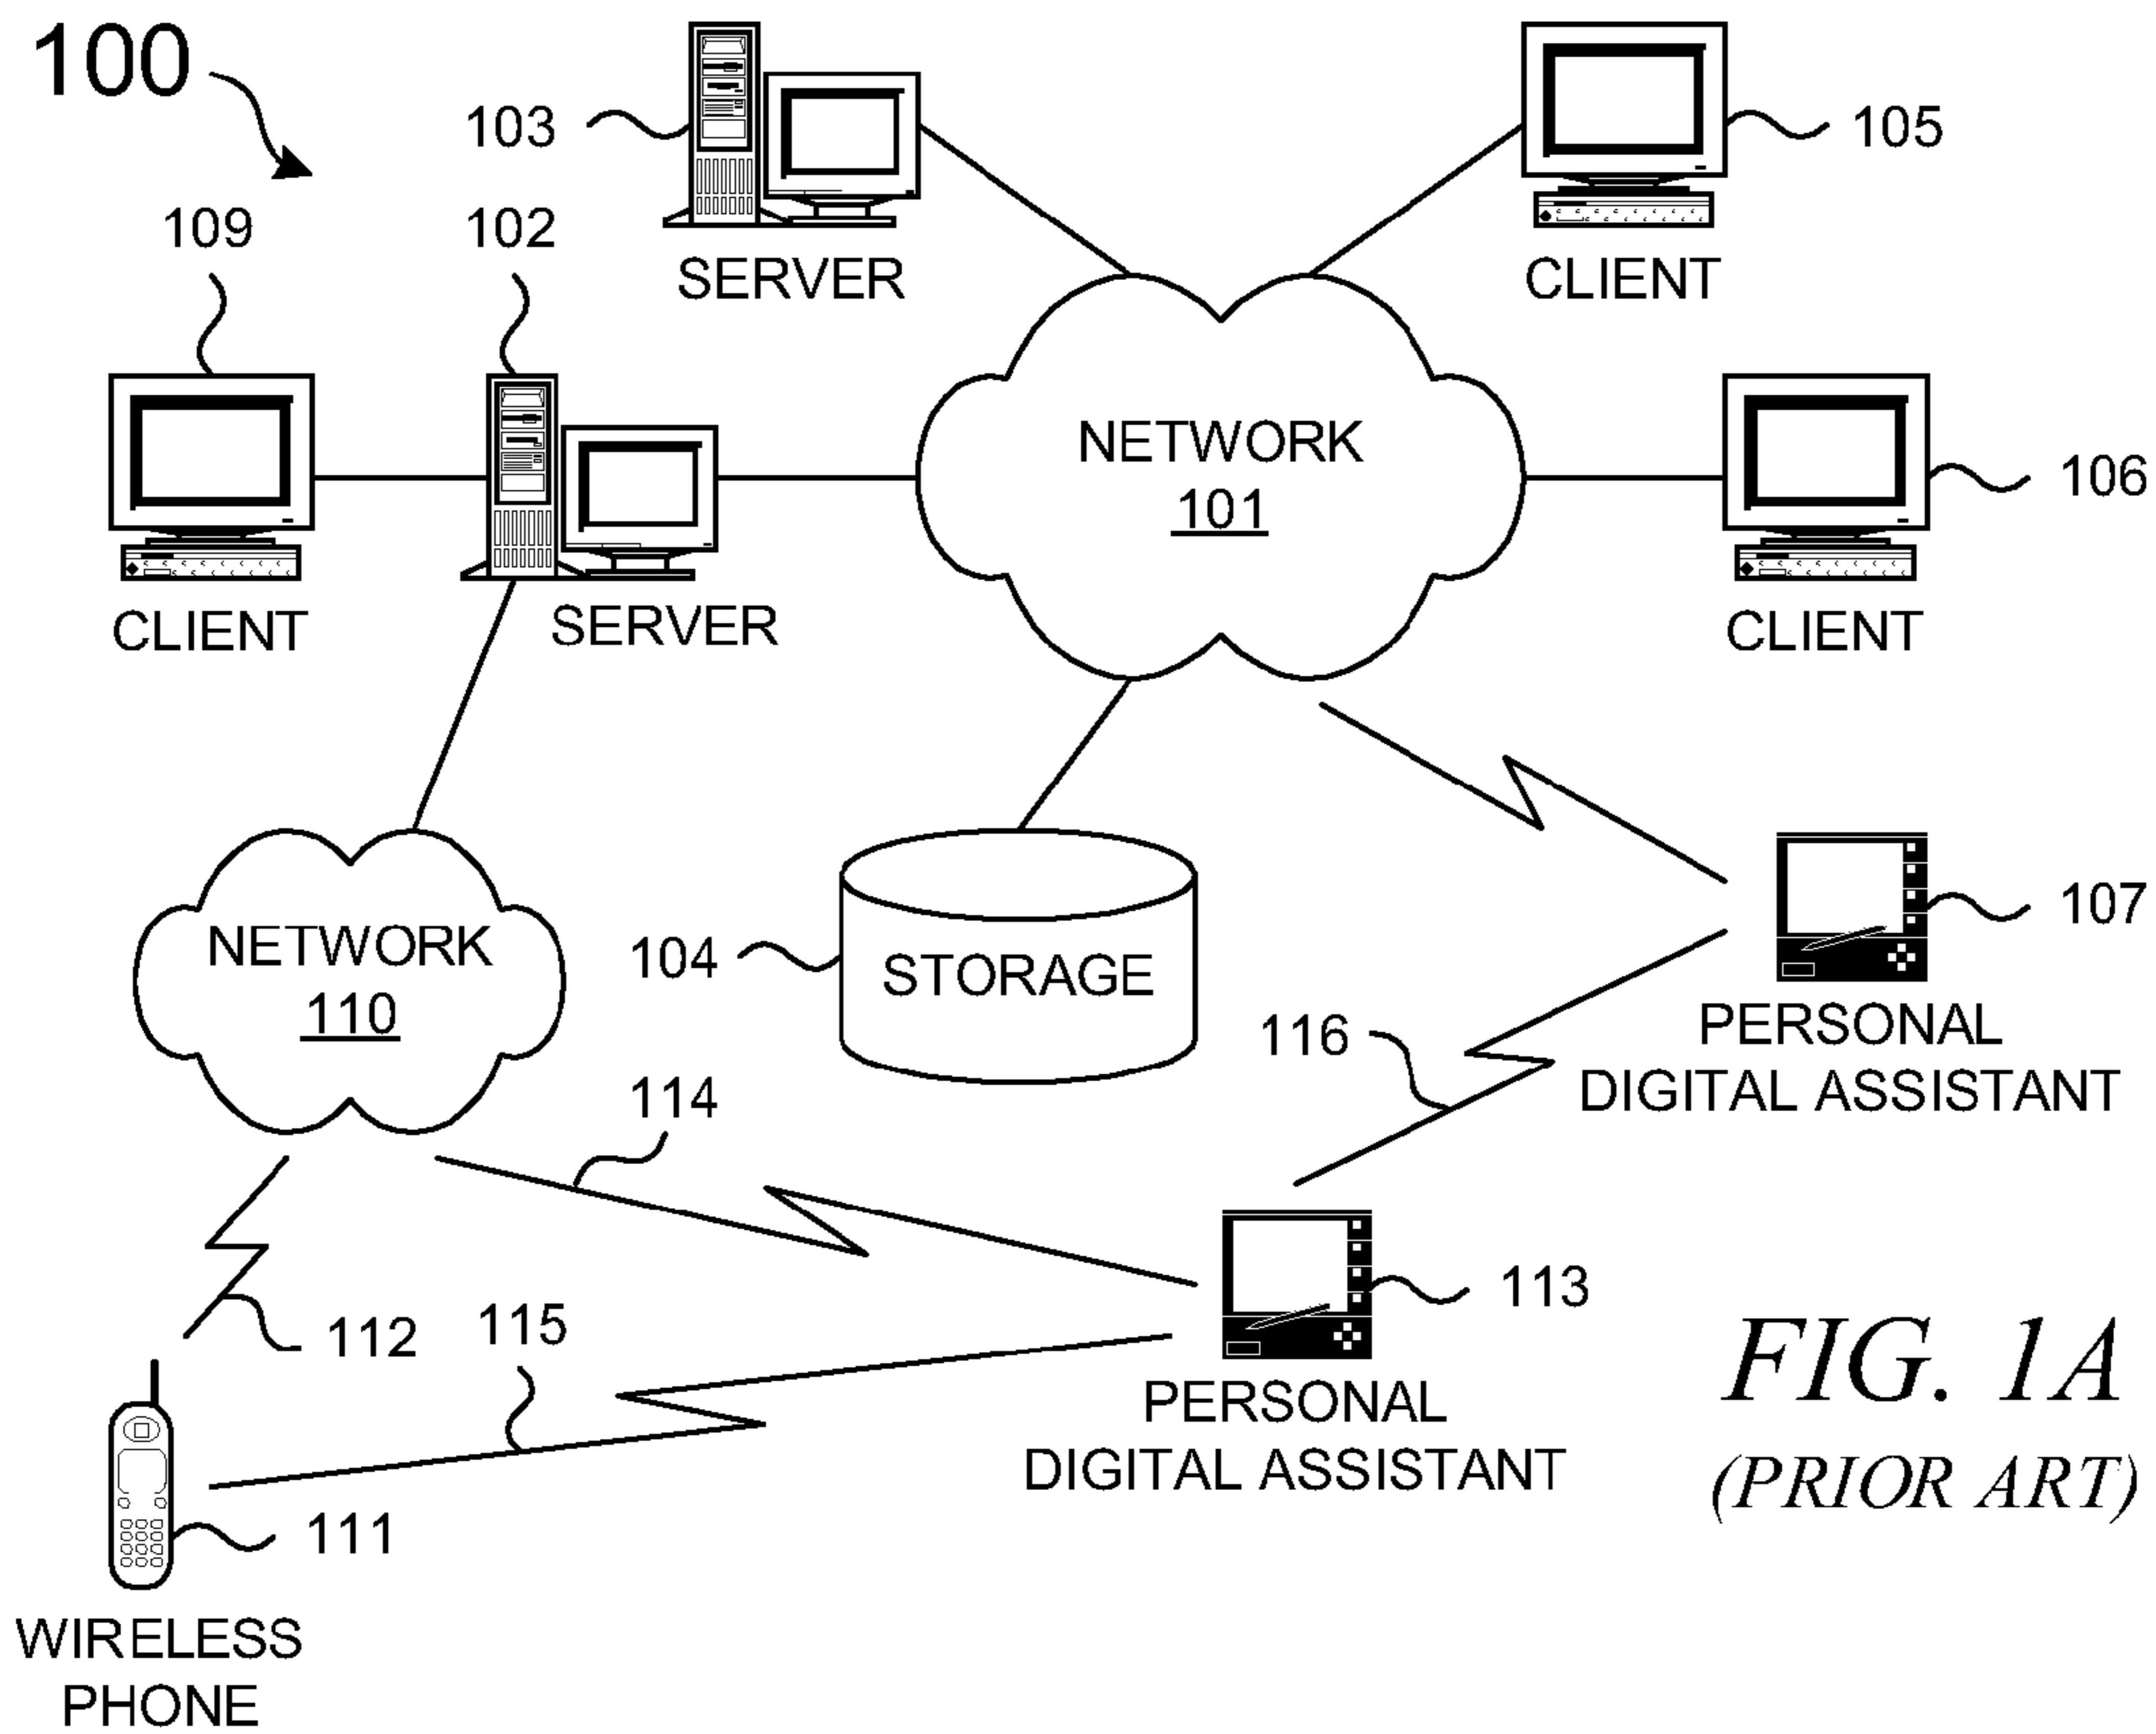 100
103
105
109
102
SERVER
CLIENT
NETWORK
101
106
CLIENT
SERVER
CLIENT
NETWORK
110
104
STORAGE
107
116
PERSONAL
DIGITAL ASSISTANT
114
113
112
115
PERSONAL
DIGITAL ASSISTANT
FIG. 1A
(PRIOR ART)
111
WIRELESS
PHONE